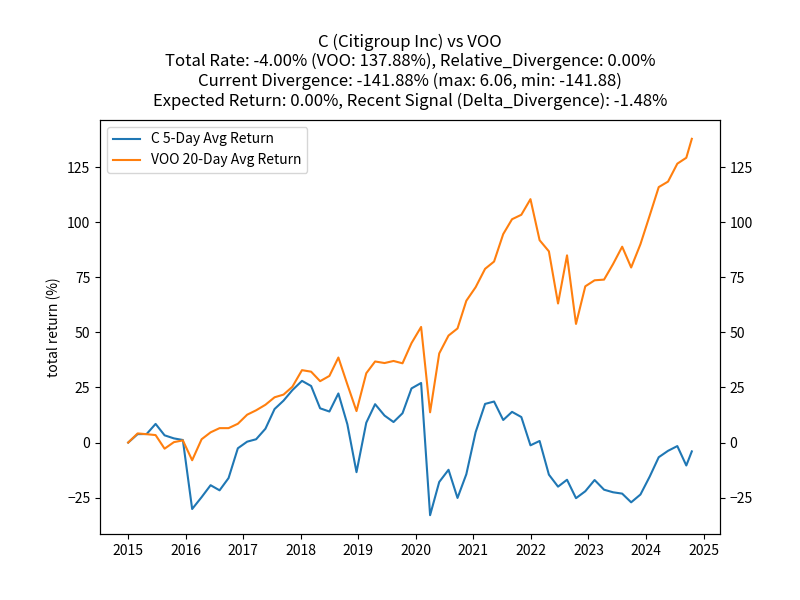 C (Citigroup Inc) vs VOO
Total Rate: -4.00% (VOO: 137.88%), Relative_Divergence: 0.00%
Current Divergence: -141.88% (max: 6.06, min: -141.88)
Expected Return: 0.00%, Recent Signal (Delta_Divergence): -1.48%
C 5-Day Avg Return
VOO 20-Day Avg Return
total return (%)
125
100
75
50
25
0
−25
125
100
75
50
25
0
−25
2015 2016 2017 2018 2019 2020 2021 2022 2023 2024 2025